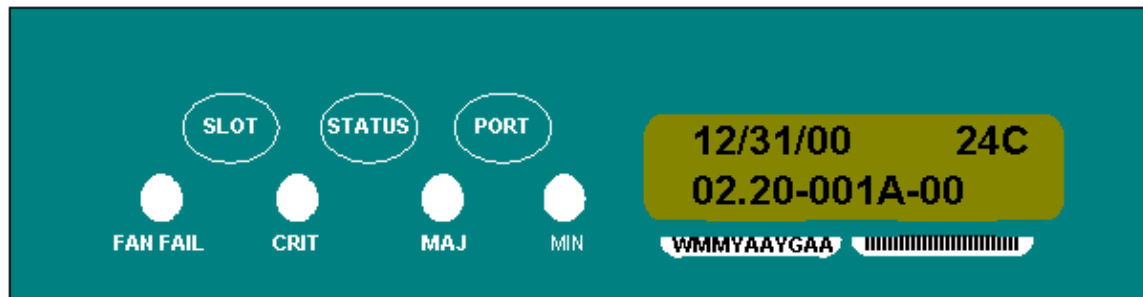 SLOT STATUS PORT
12/31/00 24C
02.20-001A-00
FAN FAIL CRIT MAJ MIN
WMMYAAYGAA